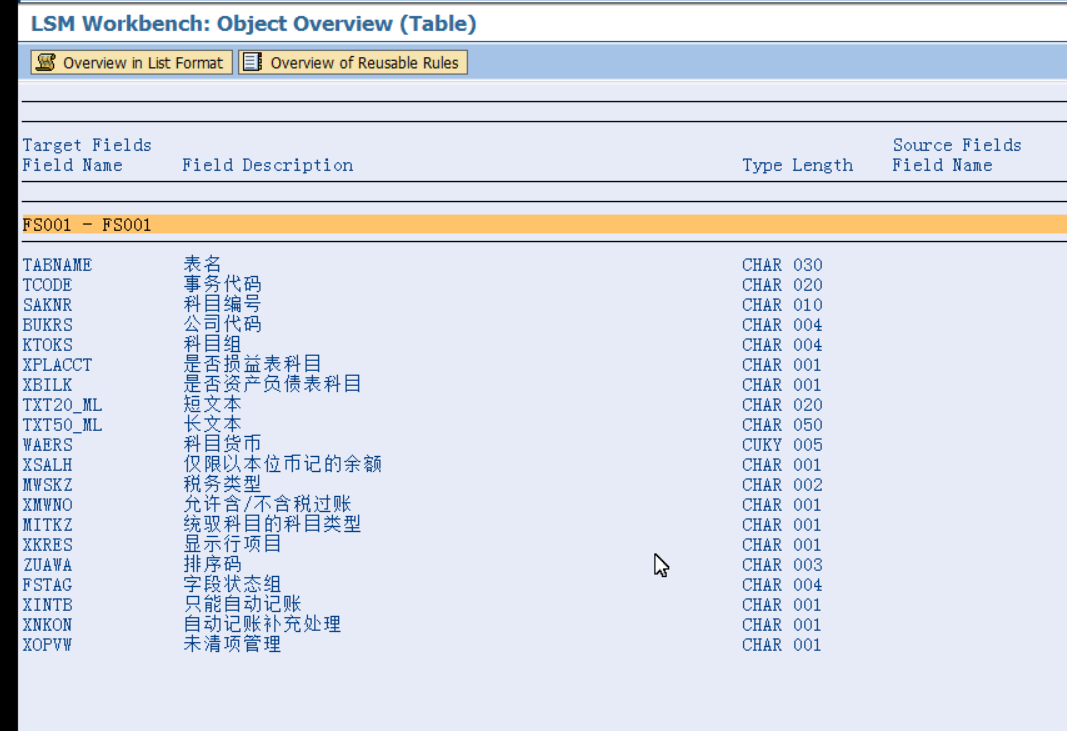 LSM Workbench: Object Overview (Table)
Overview in List Format Overview of Reusable Rules
Target Fields Source Fields
Field Name Field Description Type Length Field Name
FS001 - FS001
TABNAME 表名 CHAR 030
TCODE 事务代码 CHAR 020
SAKNR 科目编号 CHAR 010
BUKRS 公司代码 CHAR 004
KTOKS 科目组 CHAR 004
XPLACCT 是否损益表科目 CHAR 001
XBILK 是否资产负债表科目 CHAR 001
TXT20_ML 短文本 CHAR 020
TXT50_ML 长文本 CHAR 050
WAERS 科目货币 CUKY 005
XSALH 仅限以本位币记的余额 CHAR 001
MWSKZ 税务类型 CHAR 002
XMWNO 允许含/不含税过账 CHAR 001
MITKZ 统驭科目的科目类型 CHAR 001
XKRES 显示行项目 CHAR 001
ZUAWA 排序码 CHAR 003
FSTAG 字段状态组 CHAR 004
XINTB 只能自动记账 CHAR 001
XNKON 自动记账补充处理 CHAR 001
XOPVW 未清项管理 CHAR 001